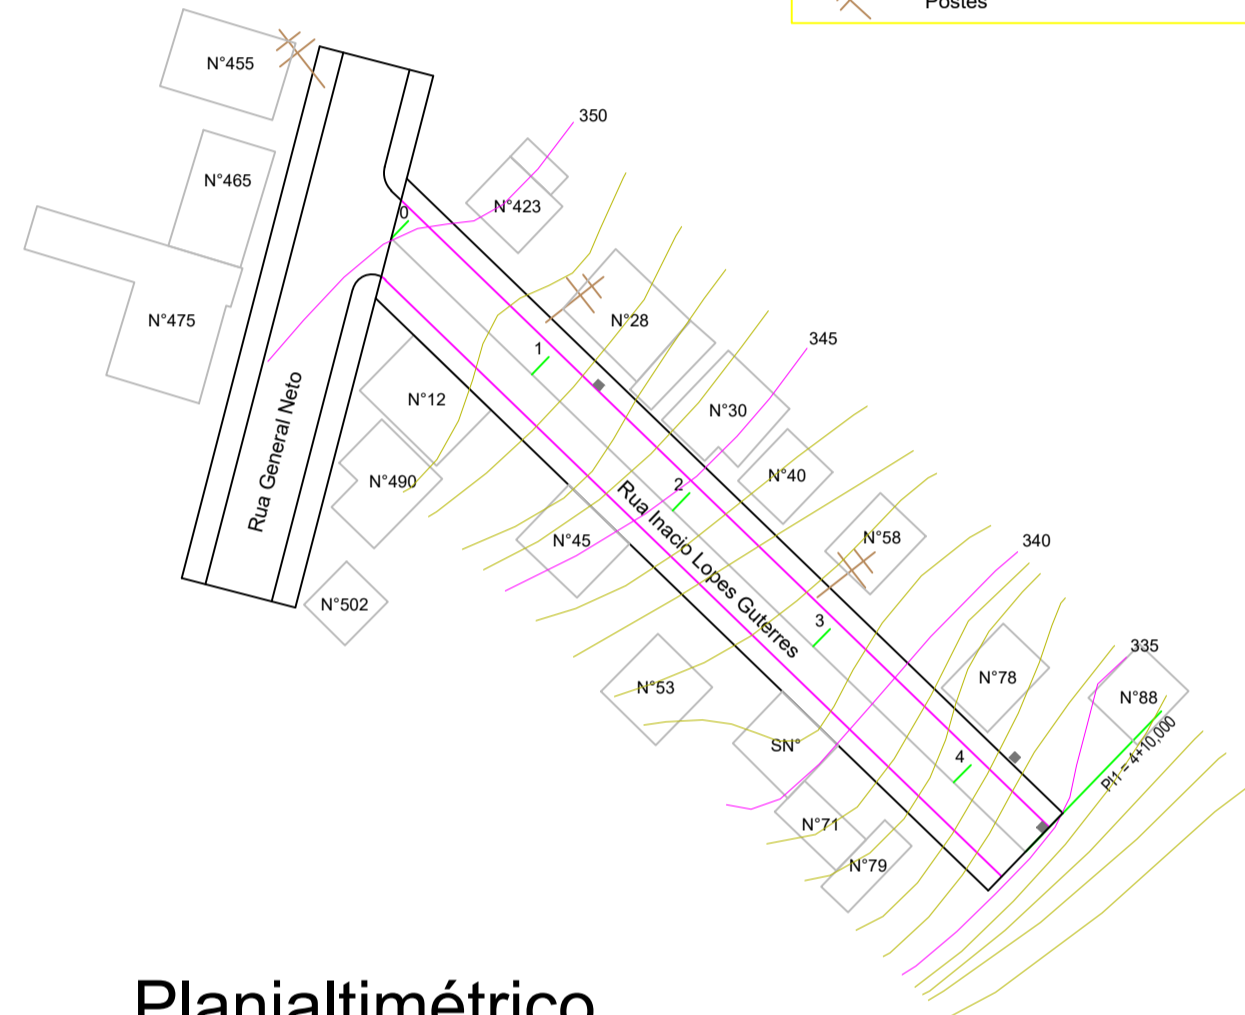 Postes
N°455
350
N°465
N°423
0
N°475
N°28
345
1
N°12
N°30
Rua General Neto
N°490
N°40
2
N°45
N°58
340
Rua Inacio Lopes Guterres
N°502
3
N°53
N°78
335
N°88
SN°
4
PI1 = 4+10,000
N°71
N°79
Planialtimétrico